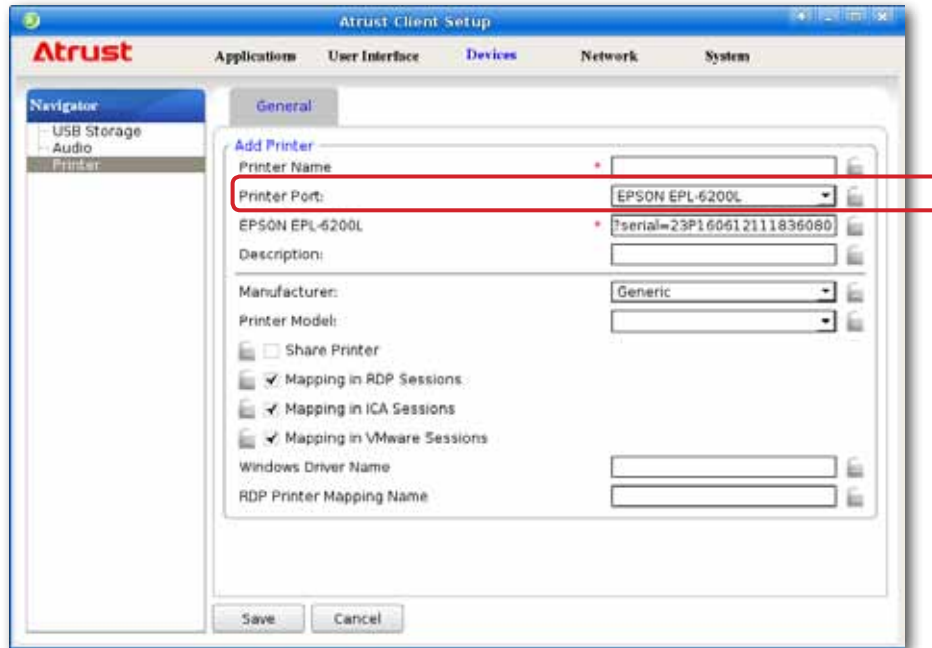 Atrust Client Setup
Atrust
Applications User Interface Devices Network System
Navigator
USB Storage
Audio
Printer
General
Add Printer
Printer Name *
Printer Port: EPSON EPL-6200L
EPSON EPL-6200L * ?serial=23P160612111836080
Description:
Manufacturer: Generic
Printer Model:
Share Printer
Mapping in RDP Sessions
Mapping in ICA Sessions
Mapping in VMware Sessions
Windows Driver Name
RDP Printer Mapping Name
Save Cancel